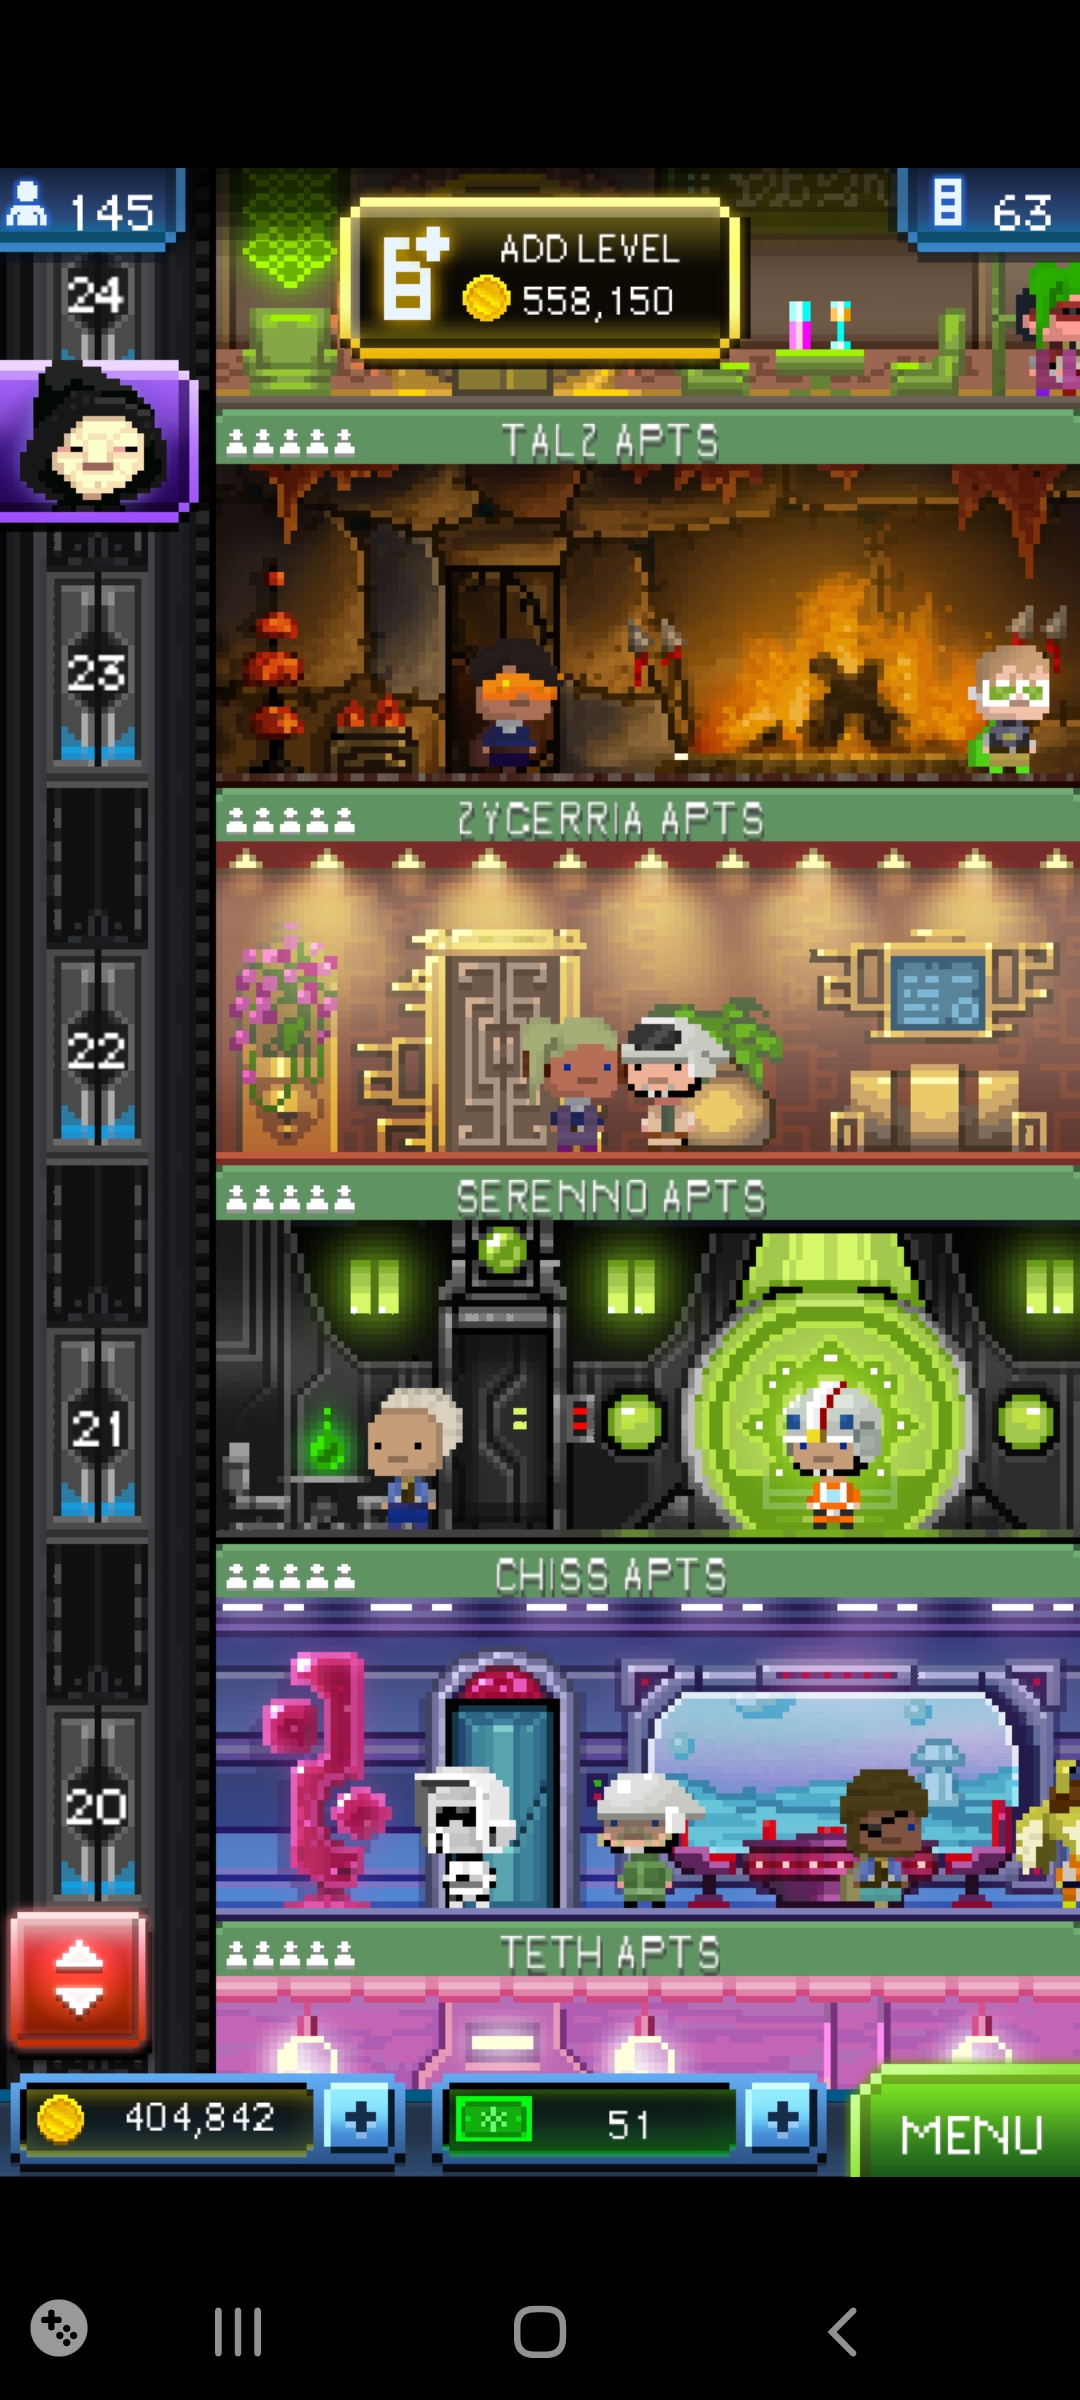 145
ADD LEVEL
558,150
63
24
TALZ APTS
23
ZYGERRIA APTS
22
SERENNO APTS
21
CHISS APTS
20
TETH APTS
404,842
51
MENU